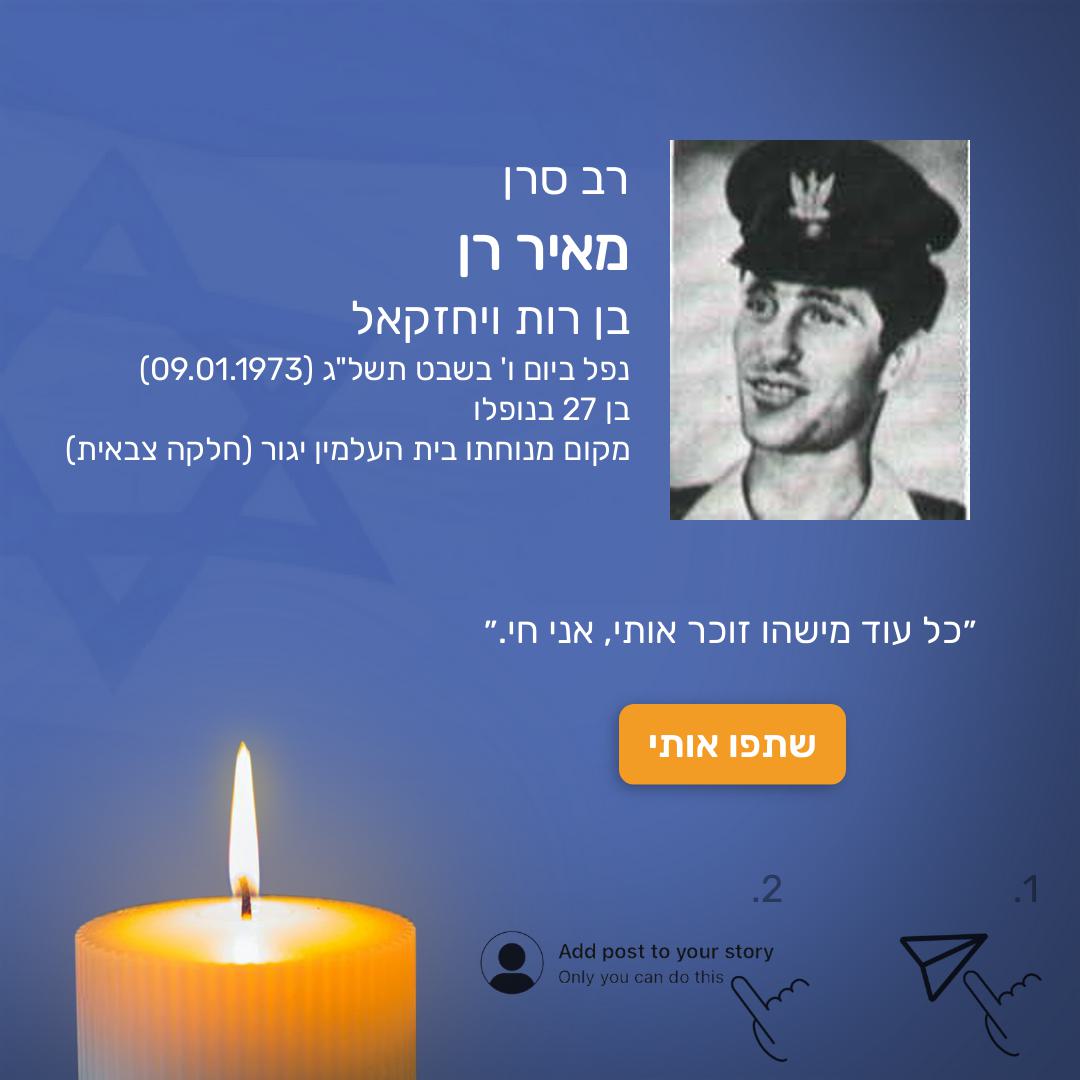 רב סרן
מאיר רן
בן רות ויחזקאל
נפל ביום ו' בשבט תשל"ג (09.01.1973)
בן 27 בנופלו
מקום מנוחתו בית העלמין יגור (חלקה צבאית)
״כל עוד מישהו זוכר אותי, אני חי.״
שתפו אותי
1.
2.
Add post to your story
Only you can do this